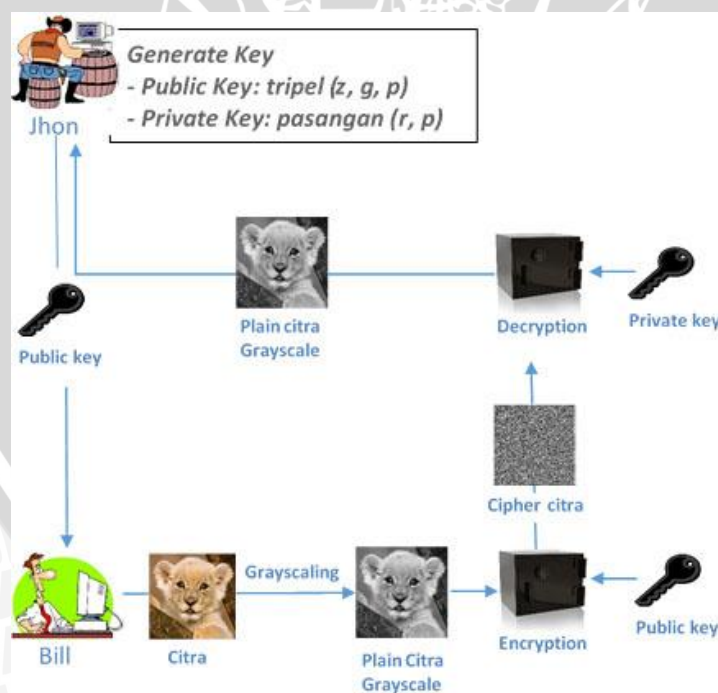 Generate Key
- Public Key: tripel (z, g, p)
- Private Key: pasangan (r, p)
Jhon
Plain citra
Grayscale
Decryption
Private key
Public key
Cipher citra
Grayscaling
Bill
Citra
Plain Citra
Grayscale
Encryption
Public key